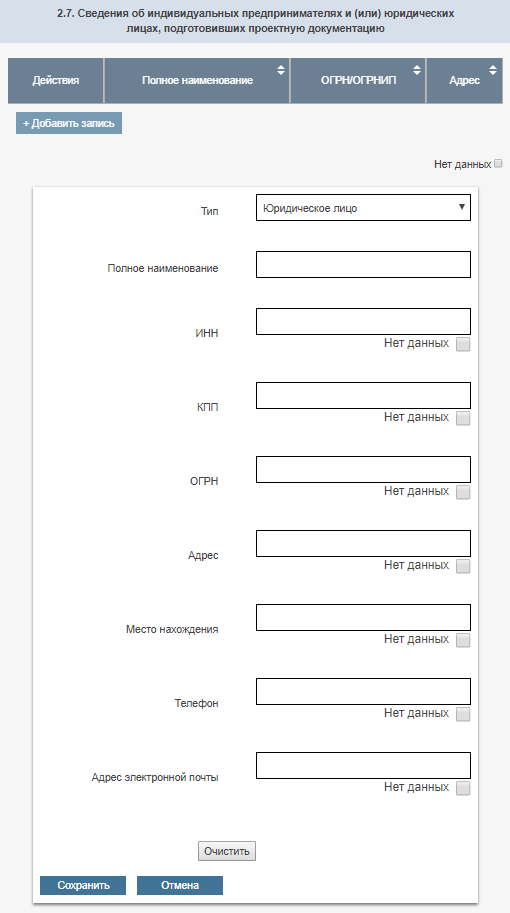 2.7. Сведения об индивидуальных предпринимателях и (или) юридических
лицах, подготовивших проектную документацию
Действия Полное наименование ОГРН/ОГРНИП Адрес
+ Добавить запись
Нет данных
Тип Юридическое лицо
Полное наименование
ИНН
Нет данных
КПП
Нет данных
ОГРН
Нет данных
Адрес
Нет данных
Место нахождения
Нет данных
Телефон
Нет данных
Адрес электронной почты
Нет данных
Очистить
Сохранить Отмена